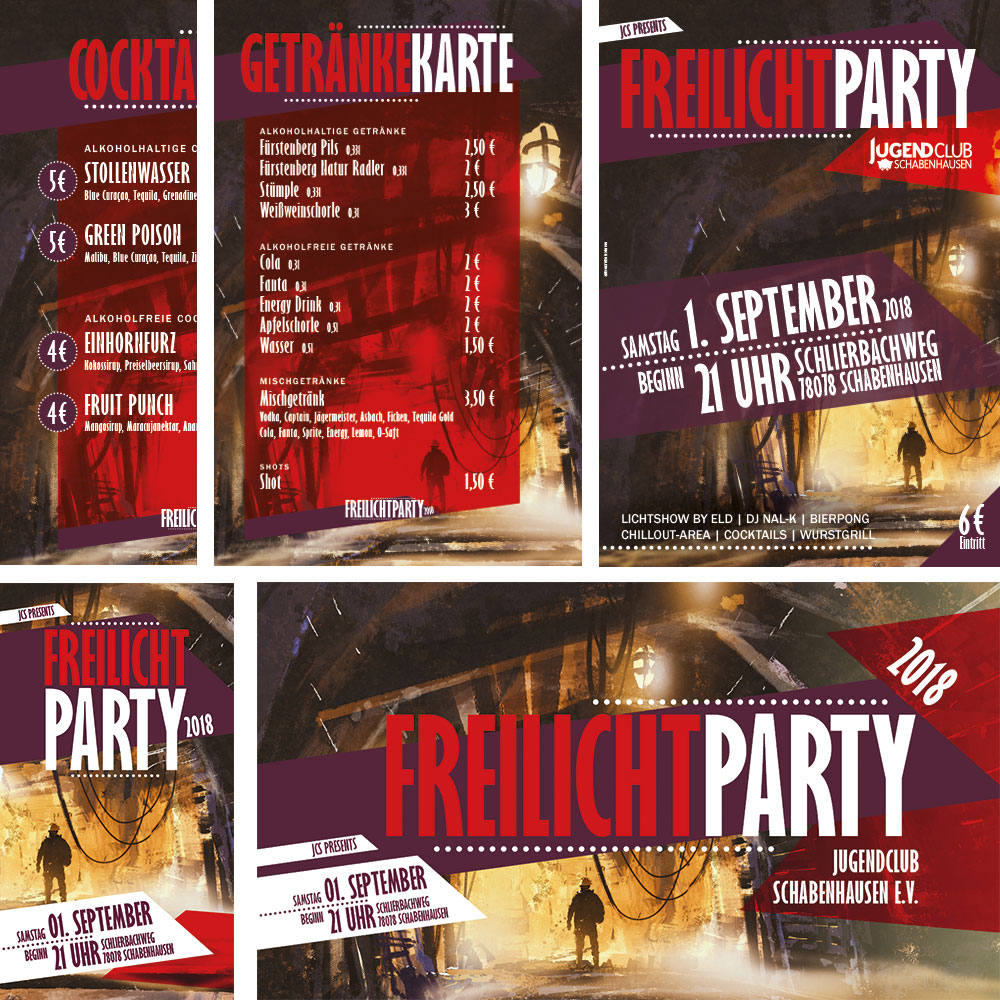 COCKTA
ALKOHOLHALTIGE C
5€ STOLLENWASSER
Blue Curaçao, Tequila, Grenadine
5€ GREEN POISON
Malibu, Blue Curaçao, Tequila, Zi
ALKOHOLFREIE COC
4€ EINHORNFURZ
Kokossirup, Preiselbeersirup, Sah
4€ FRUIT PUNCH
Mangosirup, Maracujanektar, Ana
FREILIC
GETRÄNKEKARTE
ALKOHOLHALTIGE GETRÄNKE
Fürstenberg Pils 0,33l 2,50 €
Fürstenberg Natur Radler 0,33l 2 €
Stümple 0,33l 2,50 €
Weißweinschorle 0,3l 3 €
ALKOHOLFREIE GETRÄNKE
Cola 0,3l 2 €
Fanta 0,3l 2 €
Energy Drink 0,3l 2 €
Apfelschorle 0,5l 2 €
Wasser 0,5l 1,50 €
MISCHGETRÄNKE
Mischgetränk 3,50 €
Vodka, Captain, Jägermeister, Asbach, Ficken, Tequila Gold
Cola, Fanta, Sprite, Energy, Lemon, O-Saft
SHOTS
Shot 1,50 €
FREILICHTPARTY 2018
JCS PRESENTS
FREILICHTPARTY
JUGENDCLUB
SCHABENHAUSEN
SAMSTAG 1. SEPTEMBER 2018
BEGINN 21 UHR SCHLIERBACHWEG
78078 SCHABENHAUSEN
LICHTSHOW BY ELD | DJ NAL-K | BIERPONG
CHILLOUT-AREA | COCKTAILS | WURSTGRILL
6€
Eintritt
JCS PRESENTS
FREILICHT
PARTY 2018
SAMSTAG 01. SEPTEMBER
BEGINN 21 UHR SCHLIERBACHWEG
78078 SCHABENHAUSEN
2018
FREILICHTPARTY
JCS PRESENTS
JUGENDCLUB
SCHABENHAUSEN E.V.
SAMSTAG 01. SEPTEMBER
BEGINN 21 UHR SCHLIERBACHWEG
78078 SCHABENHAUSEN